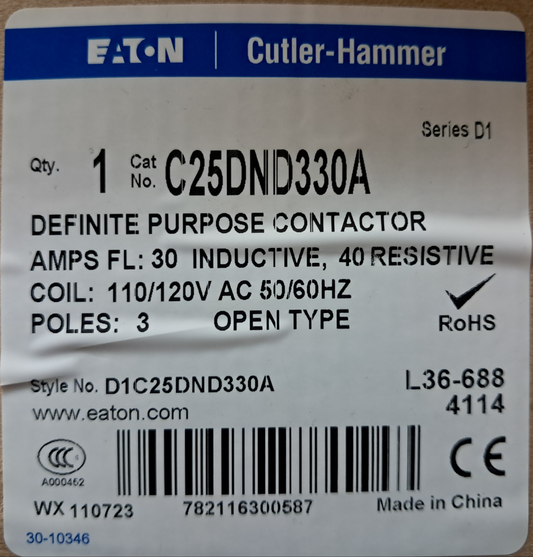 EATON | Cutler-Hammer
Series D1
Qty. 1 Cat No. C25DND330A
DEFINITE PURPOSE CONTACTOR
AMPS FL: 30 INDUCTIVE, 40 RESISTIVE
COIL: 110/120V AC 50/60HZ
POLES: 3 OPEN TYPE
RoHS
Style No. D1C25DND330A
L36-688
www.eaton.com
4114
CCC
A000452
CE
WX 110723
782116300587
Made in China
30-10346